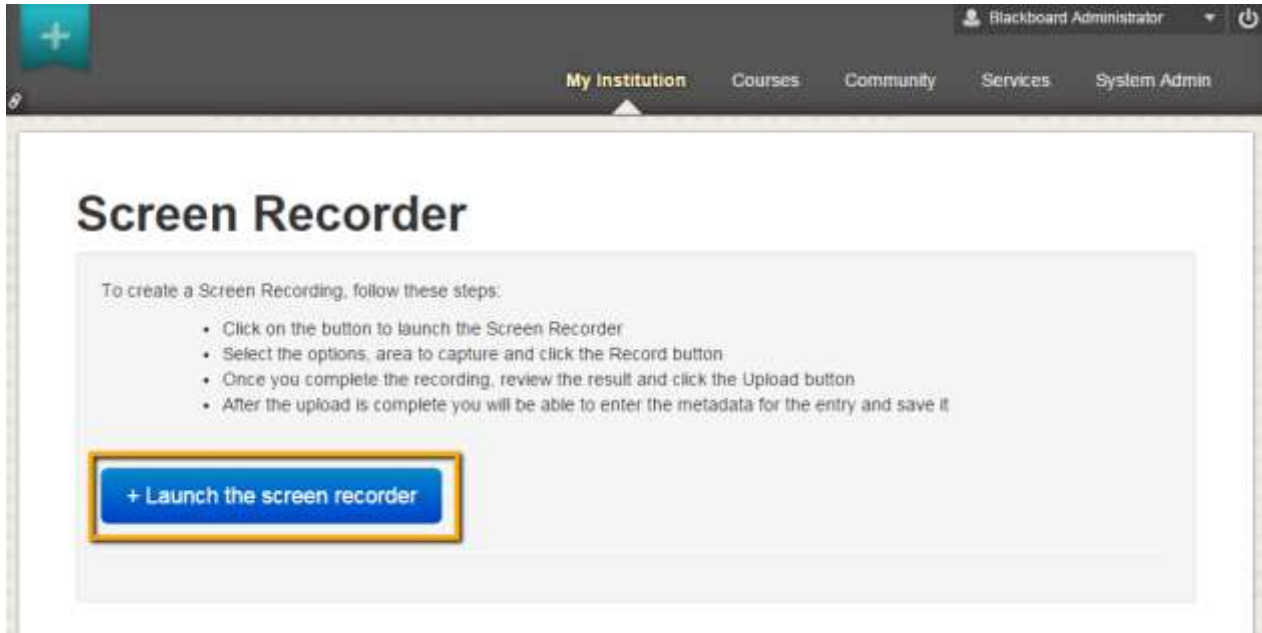 Blackboard Administrator
My Institution Courses Community Services System Admin
Screen Recorder
To create a Screen Recording, follow these steps:
• Click on the button to launch the Screen Recorder
• Select the options, area to capture and click the Record button
• Once you complete the recording, review the result and click the Upload button
• After the upload is complete you will be able to enter the metadata for the entry and save it
+ Launch the screen recorder